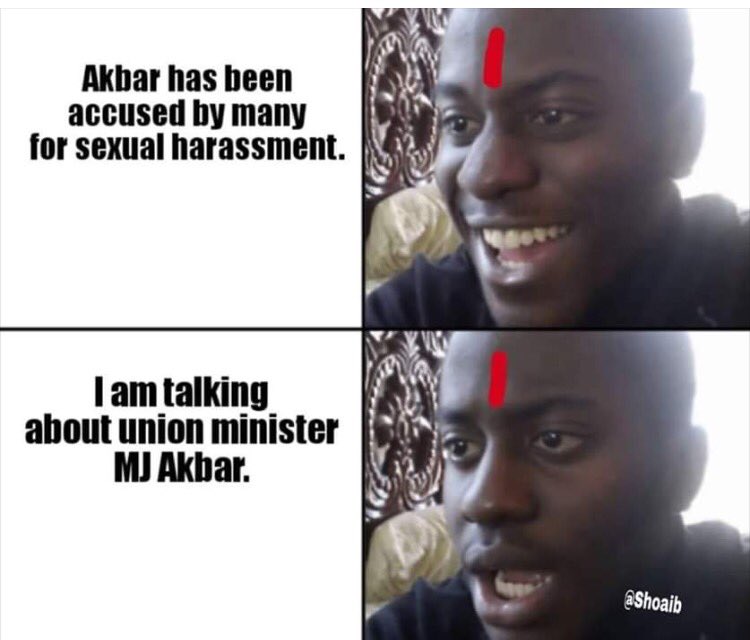 Akbar has been
accused by many
for sexual harassment.
I am talking
about union minister
MJ Akbar.
@Shoaib